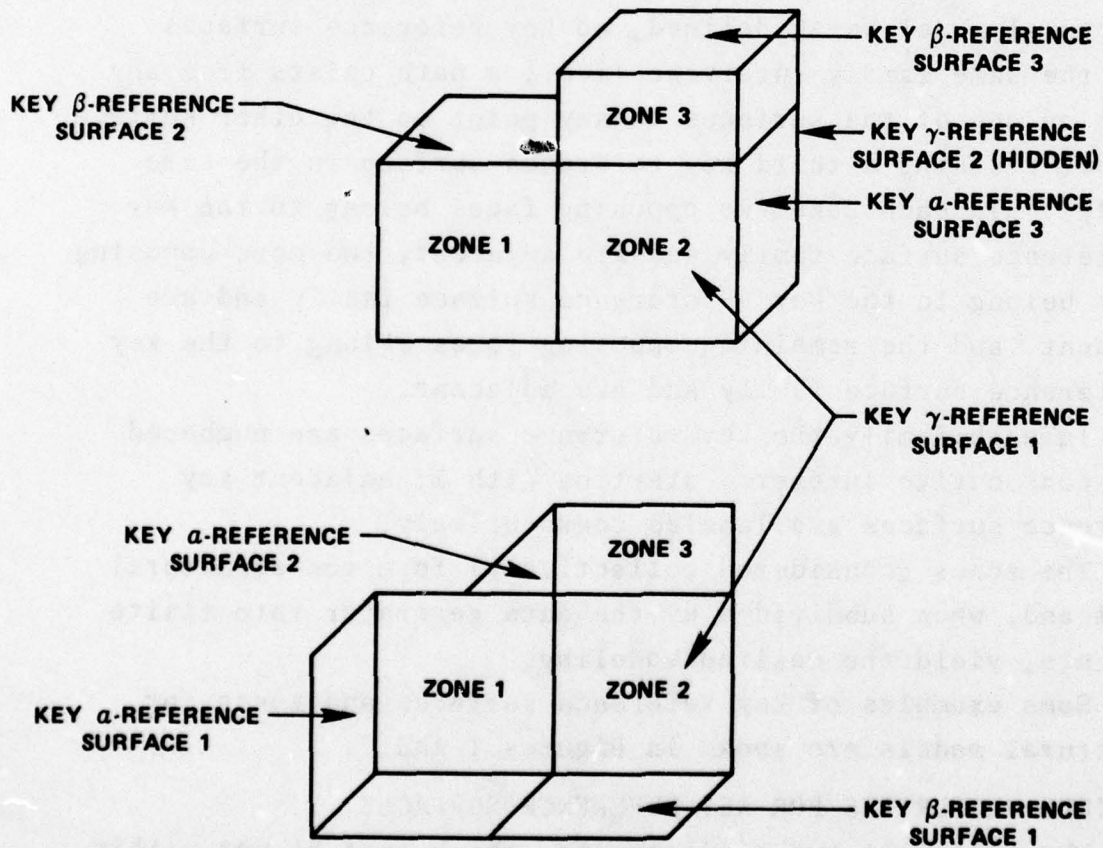 KEY β-REFERENCE
SURFACE 3
KEY β-REFERENCE
SURFACE 2
ZONE 3
KEY γ-REFERENCE
SURFACE 2 (HIDDEN)
KEY α-REFERENCE
SURFACE 3
ZONE 1
ZONE 2
KEY γ-REFERENCE
SURFACE 1
KEY α-REFERENCE
SURFACE 2
ZONE 3
ZONE 1
ZONE 2
KEY α-REFERENCE
SURFACE 1
KEY β-REFERENCE
SURFACE 1